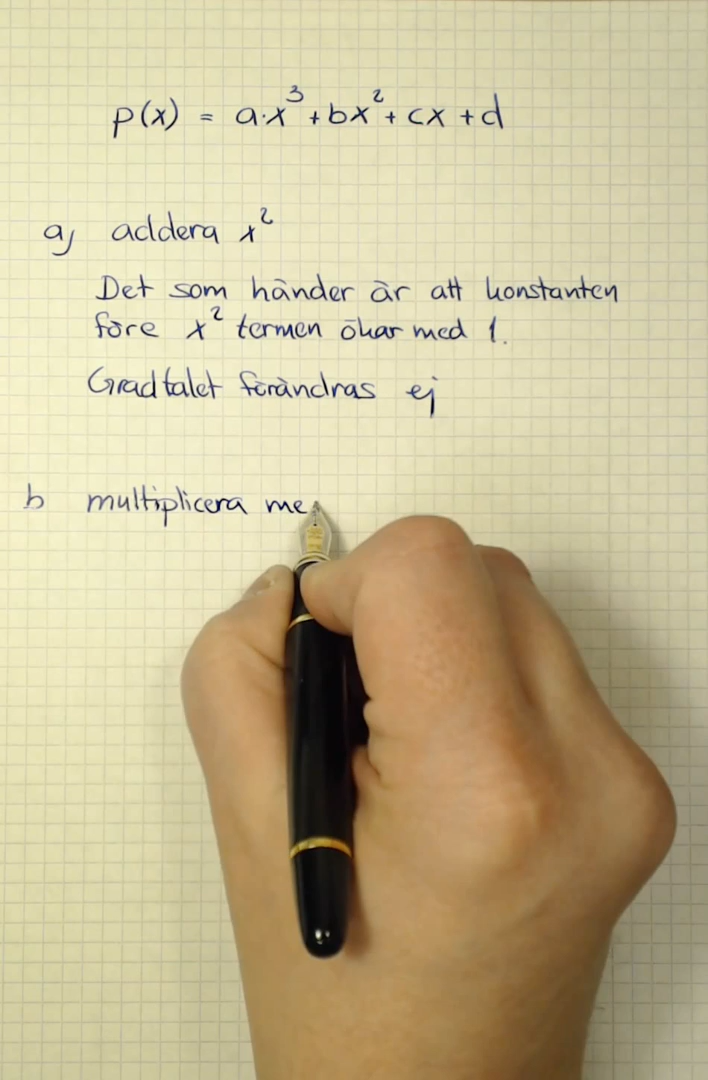 p(x) = a·x³ + bx² + cx + d
a) addera x²
Det som händer är att konstanten
före x² termen ökar med 1.
Gradtalet förändras ej
b multiplicera me